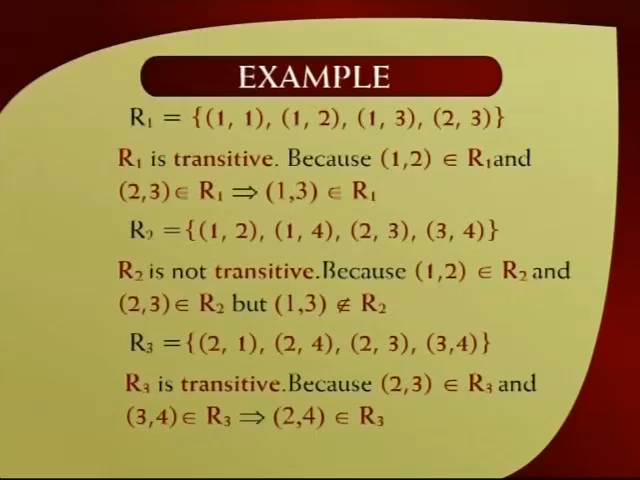 EXAMPLE
R₁ = {(1, 1), (1, 2), (1, 3), (2, 3)}
R₁ is transitive. Because (1,2) ∈ R₁and
(2,3)∈ R₁ ⇒ (1,3) ∈ R₁
R₂ ={(1, 2), (1, 4), (2, 3), (3, 4)}
R₂ is not transitive.Because (1,2) ∈ R₂ and
(2,3)∈ R₂ but (1,3) ∉ R₂
R₃ ={(2, 1), (2, 4), (2, 3), (3,4)}
R₃ is transitive.Because (2,3) ∈ R₃ and
(3,4)∈ R₃ ⇒ (2,4) ∈ R₃